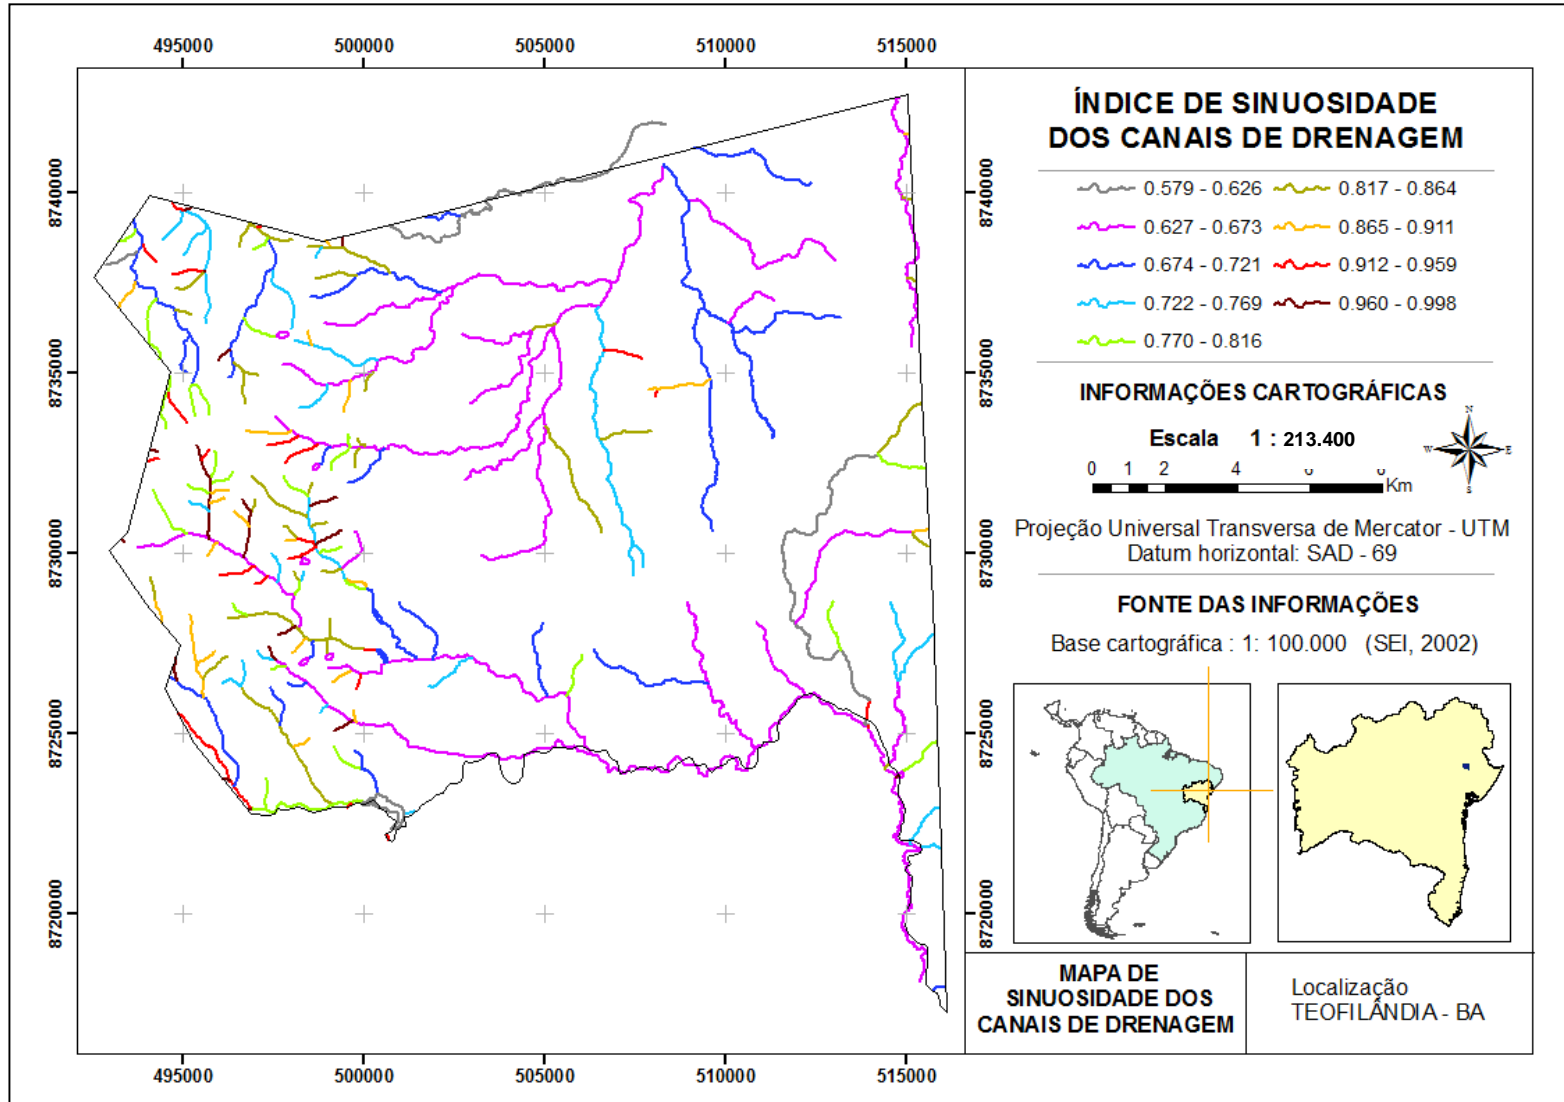 495000 500000 505000 510000 515000
8740000
8735000
8730000
8725000
8720000
8740000
8735000
8730000
8725000
8720000
495000 500000 505000 510000 515000
ÍNDICE DE SINUOSIDADE
DOS CANAIS DE DRENAGEM
0.579 - 0.626 0.817 - 0.864
0.627 - 0.673 0.865 - 0.911
0.674 - 0.721 0.912 - 0.959
0.722 - 0.769 0.960 - 0.998
0.770 - 0.816
INFORMAÇÕES CARTOGRÁFICAS
Escala 1 : 213.400
N
W E
S
0 1 2 4
Km
Projeção Universal Transversa de Mercator - UTM
Datum horizontal: SAD - 69
FONTE DAS INFORMAÇÕES
Base cartográfica : 1: 100.000 (SEI, 2002)
MAPA DE
SINUOSIDADE DOS
CANAIS DE DRENAGEM
Localização
TEOFILÂNDIA - BA